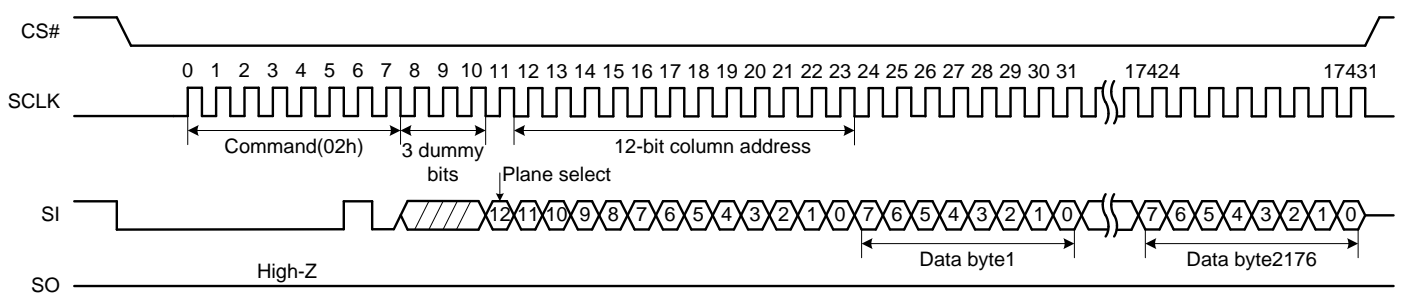 CS#
0 1 2 3 4 5 6 7 8 9 10 11 12 13 14 15 16 17 18 19 20 21 22 23 24 25 26 27 28 29 30 31 17424 17431
SCLK
Command(02h) 3 dummy bits 12-bit column address
Plane select
SI 12 11 10 9 8 7 6 5 4 3 2 1 0 7 6 5 4 3 2 1 0 7 6 5 4 3 2 1 0
Data byte1 Data byte2176
High-Z
SO